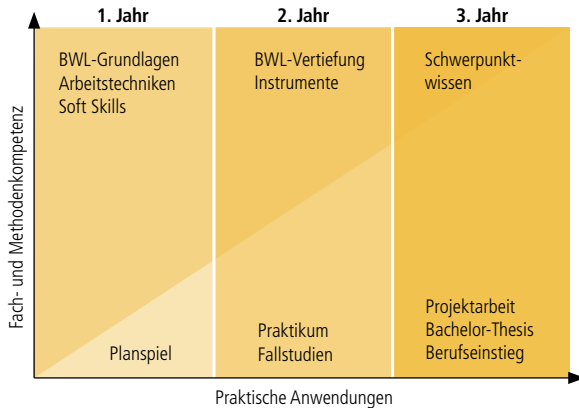 1. Jahr
2. Jahr
3. Jahr
BWL-Grundlagen
Arbeitstechniken
Soft Skills
BWL-Vertiefung
Instrumente
Schwerpunkt-
wissen
Fach- und Methodenkompetenz
Planspiel
Praktikum
Fallstudien
Projektarbeit
Bachelor-Thesis
Berufseinstieg
Praktische Anwendungen